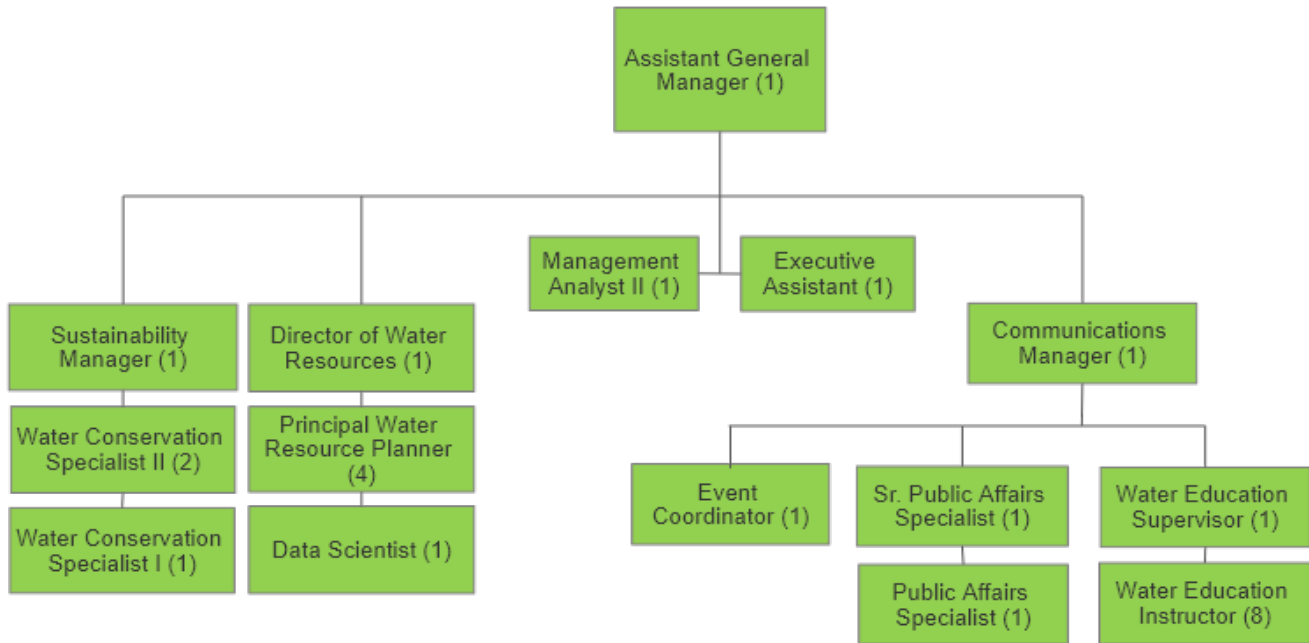 Assistant General
Manager (1)
Management
Analyst II (1)
Executive
Assistant (1)
Sustainability
Manager (1)
Director of Water
Resources (1)
Communications
Manager (1)
Water Conservation
Specialist II (2)
Principal Water
Resource Planner
(4)
Water Conservation
Specialist I (1)
Data Scientist (1)
Event
Coordinator (1)
Sr. Public Affairs
Specialist (1)
Water Education
Supervisor (1)
Public Affairs
Specialist (1)
Water Education
Instructor (8)